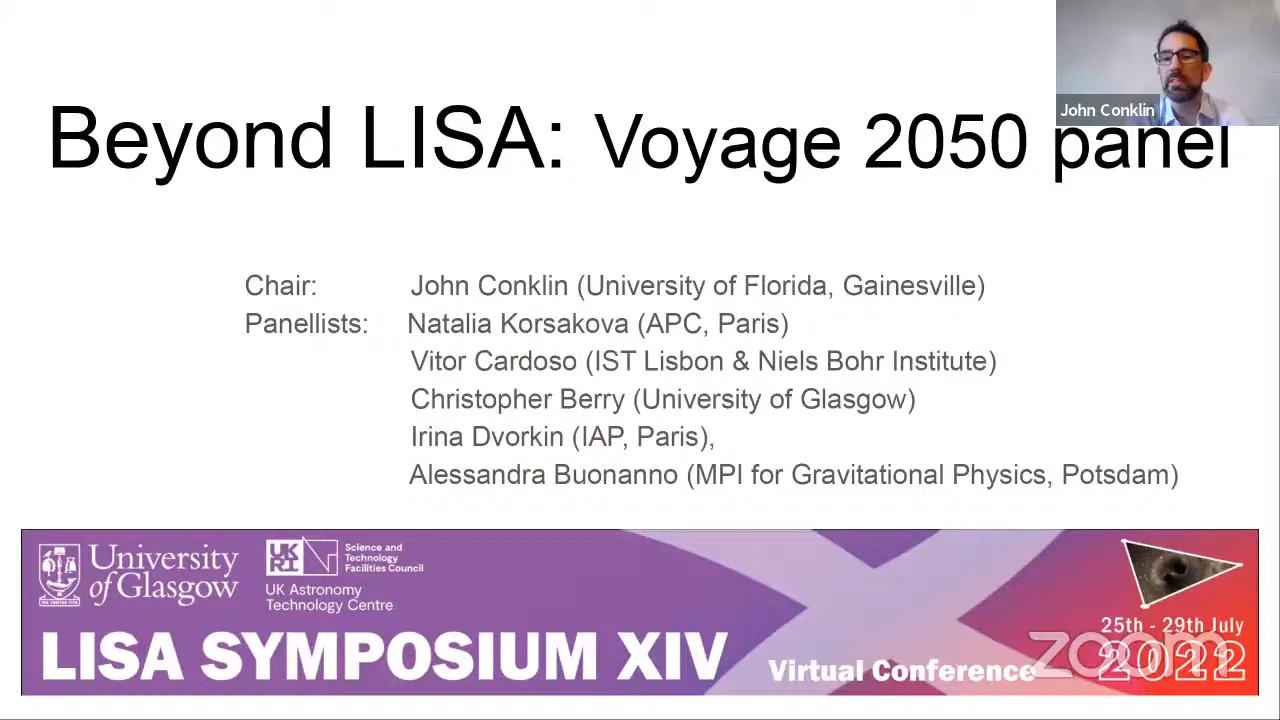 John Conklin
Beyond LISA: Voyage 2050 panel
Chair: John Conklin (University of Florida, Gainesville)
Panellists: Natalia Korsakova (APC, Paris)
Vitor Cardoso (IST Lisbon & Niels Bohr Institute)
Christopher Berry (University of Glasgow)
Irina Dvorkin (IAP, Paris),
Alessandra Buonanno (MPI for Gravitational Physics, Potsdam)
University
of Glasgow
UK
RI
Science and
Technology
Facilities Council
UK Astronomy
Technology Centre
LISA SYMPOSIUM XIV
Virtual Conference
25th - 29th July
2022
zoom